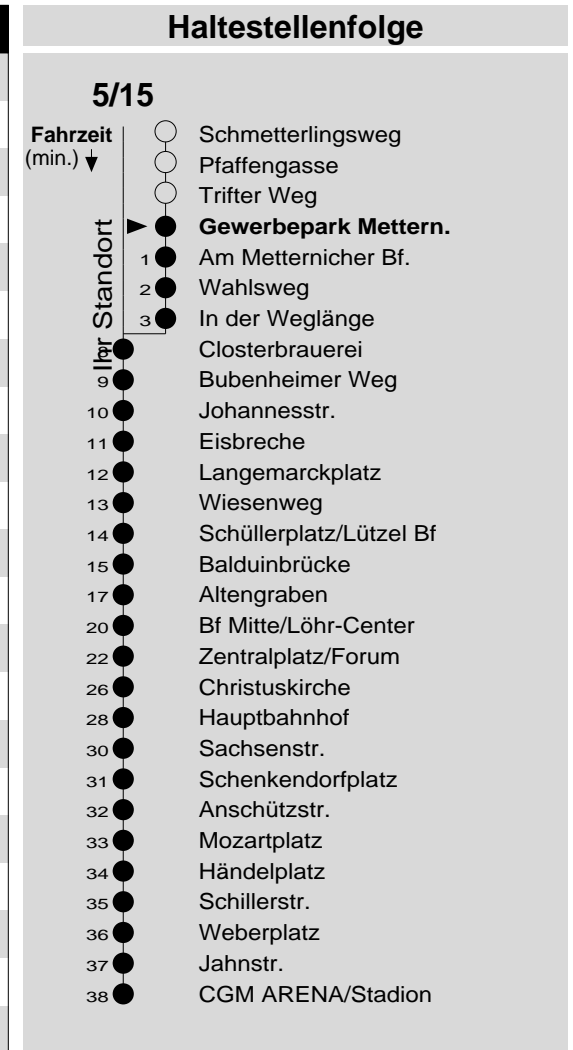 Haltestellenfolge
5/15
Fahrzeit
(min.)
Ihr Standort
Schmetterlingsweg
Pfaffengasse
Trifter Weg
Gewerbepark Mettern.
1 Am Metternicher Bf.
2 Wahlsweg
3 In der Weglänge
Closterbrauerei
9 Bubenheimer Weg
10 Johannesstr.
11 Eisbreche
12 Langemarckplatz
13 Wiesenweg
14 Schüllerplatz/Lützel Bf
15 Balduinbrücke
17 Altengraben
20 Bf Mitte/Löhr-Center
22 Zentralplatz/Forum
26 Christuskirche
28 Hauptbahnhof
30 Sachsenstr.
31 Schenkendorfplatz
32 Anschützstr.
33 Mozartplatz
34 Händelplatz
35 Schillerstr.
36 Weberplatz
37 Jahnstr.
38 CGM ARENA/Stadion